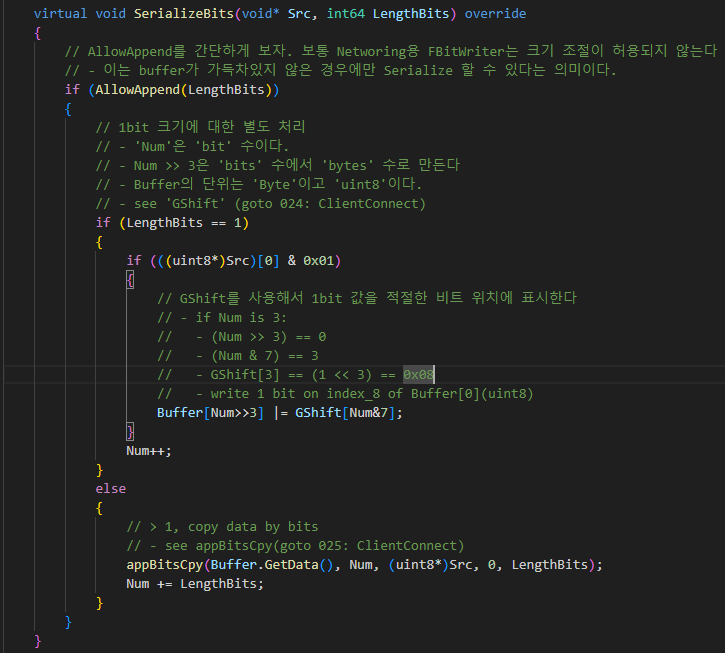 virtual void SerializeBits(void* Src, int64 LengthBits) override
{
// AllowAppend를 간단하게 보자. 보통 Networing용 FBitWriter는 크기 조절이 허용되지 않는다
// - 이는 buffer가 가득차있지 않은 경우에만 Serialize 할 수 있다는 의미이다.
if (AllowAppend(LengthBits))
{
// 1bit 크기에 대한 별도 처리
// - 'Num'은 'bit' 수이다.
// - Num >> 3은 'bits' 수에서 'bytes' 수로 만든다
// - Buffer의 단위는 'Byte'이고 'uint8'이다.
// - see 'GShift' (goto 024: ClientConnect)
if (LengthBits == 1)
{
if (((uint8*)Src)[0] & 0x01)
{
// GShift를 사용해서 1bit 값을 적절한 비트 위치에 표시한다
// - if Num is 3:
//   - (Num >> 3) == 0
//   - (Num & 7) == 3
//   - GShift[3] == (1 << 3) == 0x08
//   - write 1 bit on index_8 of Buffer[0](uint8)
Buffer[Num>>3] |= GShift[Num&7];
}
Num++;
}
else
{
// > 1, copy data by bits
// - see appBitsCpy(goto 025: ClientConnect)
appBitsCpy(Buffer.GetData(), Num, (uint8*)Src, 0, LengthBits);
Num += LengthBits;
}
}
}